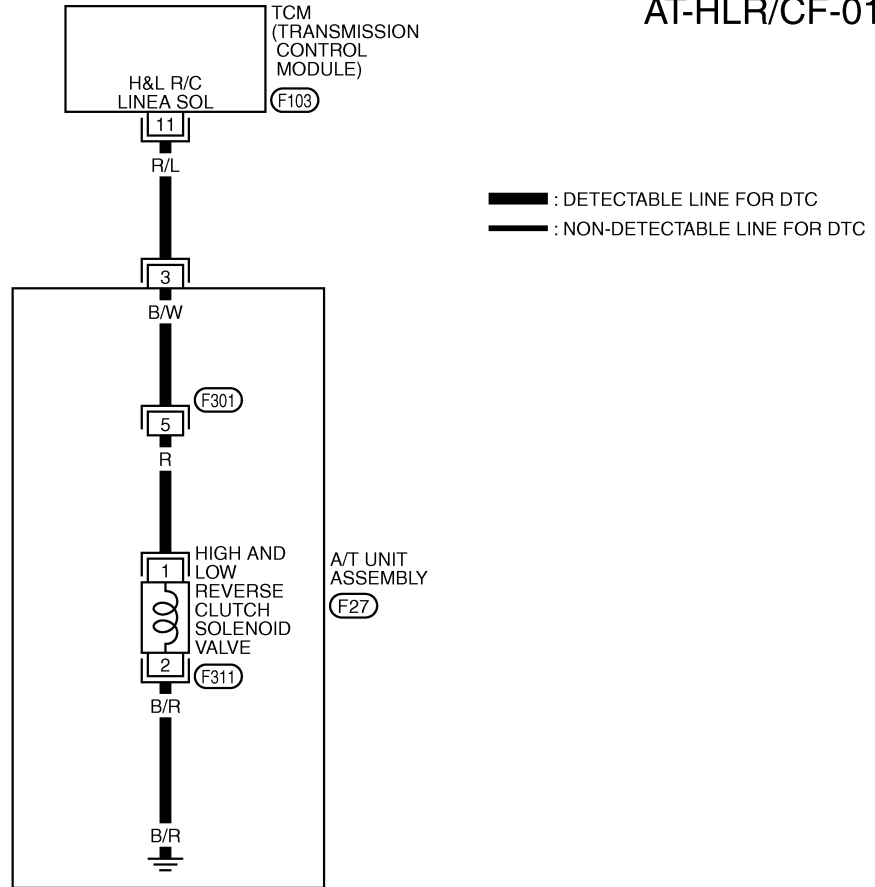 AT-HLR/CF-01
TCM
(TRANSMISSION
CONTROL
MODULE)
F103
H&L R/C
LINEA SOL
11
R/L
: DETECTABLE LINE FOR DTC
: NON-DETECTABLE LINE FOR DTC
3
B/W
F301
5
R
HIGH AND
LOW
REVERSE
CLUTCH
SOLENOID
VALVE
1
2
F311
A/T UNIT
ASSEMBLY
F27
B/R
B/R